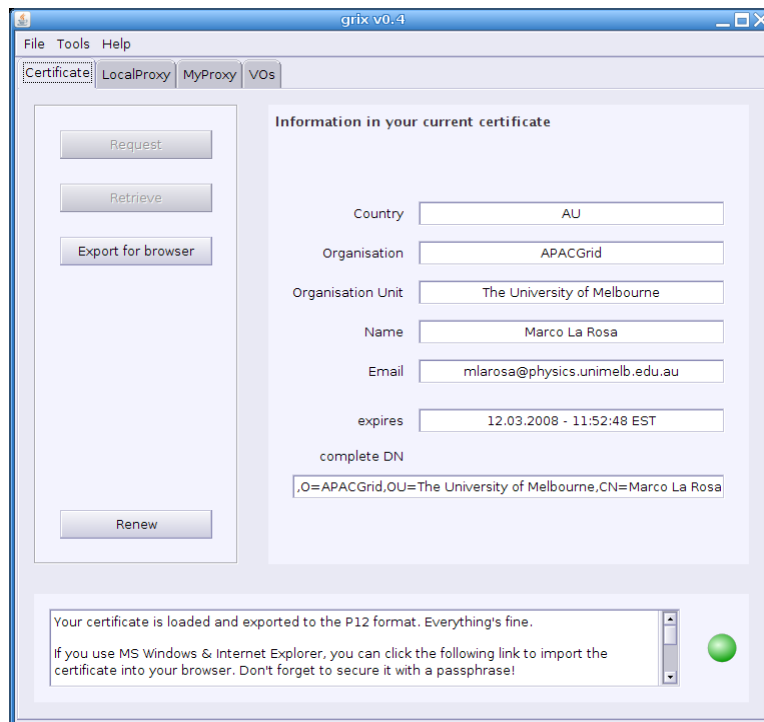 grix v0.4
File Tools Help
Certificate LocalProxy MyProxy VOs
Request
Retrieve
Export for browser
Renew
Information in your current certificate
Country AU
Organisation APACGrid
Organisation Unit The University of Melbourne
Name Marco La Rosa
Email mlarosa@physics.unimelb.edu.au
expires 12.03.2008 - 11:52:48 EST
complete DN
,O=APACGrid,OU=The University of Melbourne,CN=Marco La Rosa
Your certificate is loaded and exported to the P12 format. Everything's fine.
If you use MS Windows & Internet Explorer, you can click the following link to import the
certificate into your browser. Don't forget to secure it with a passphrase!